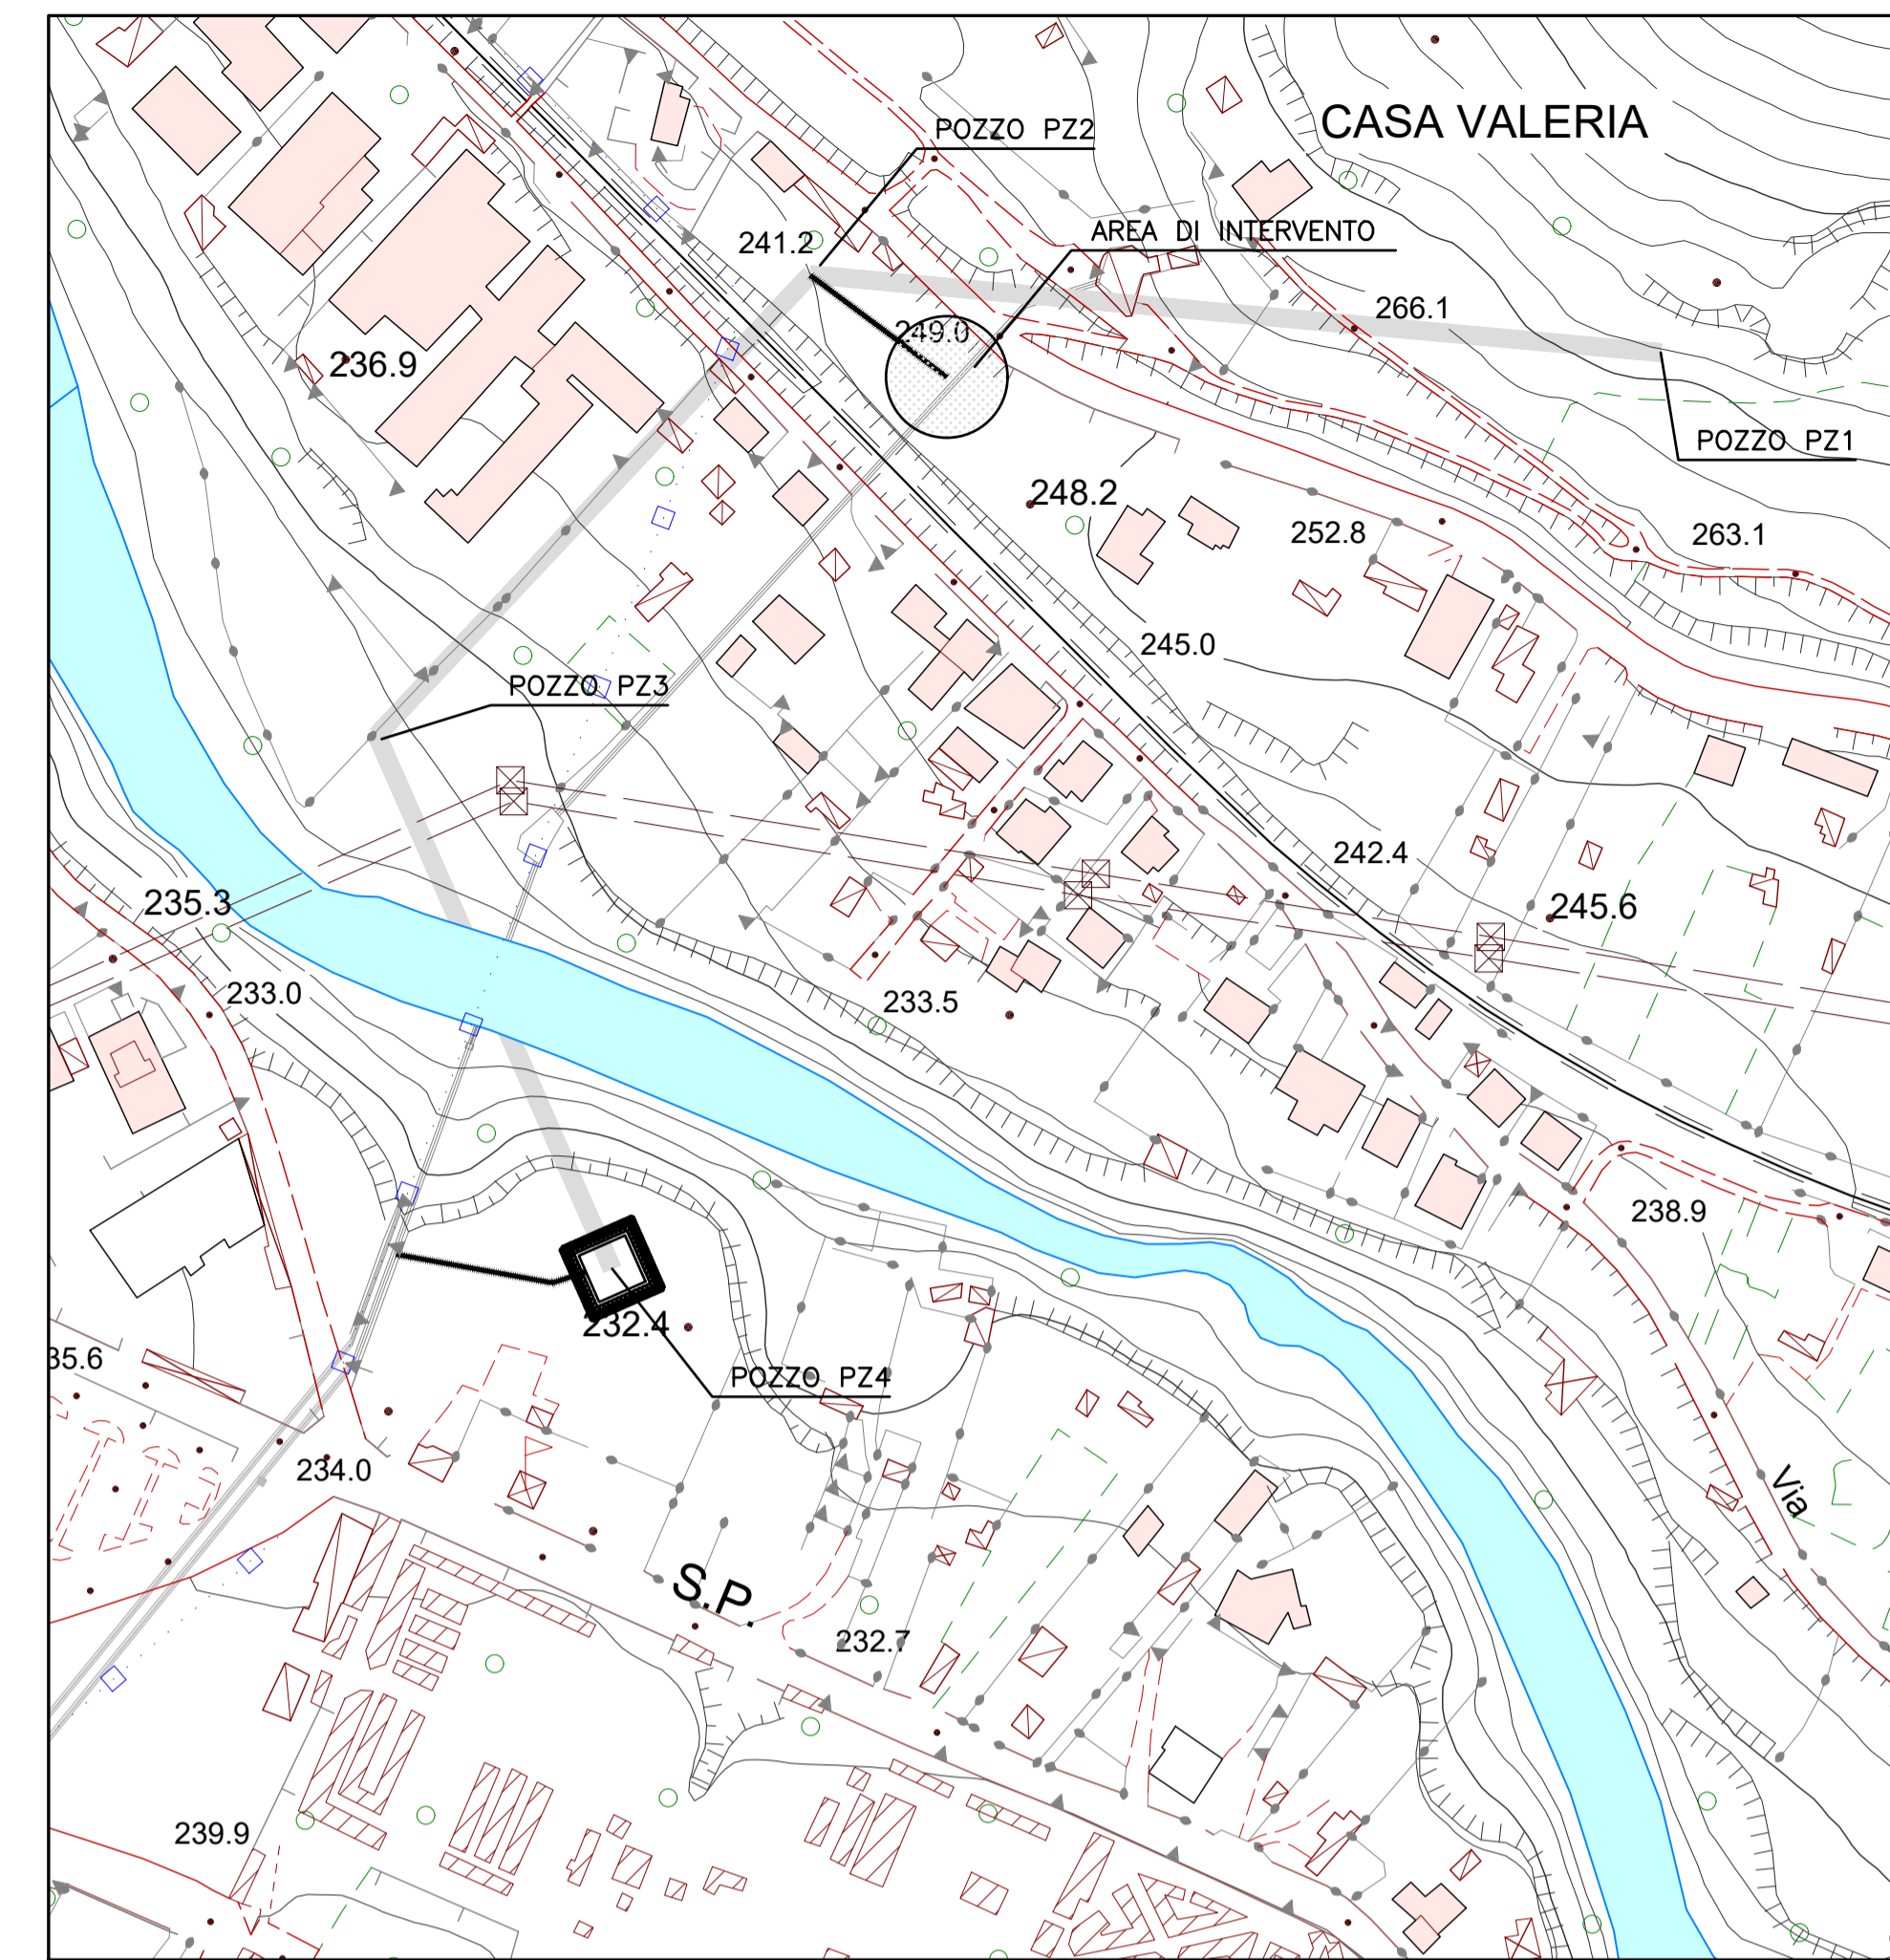 CASA VALERIA
POZZO PZ2
AREA DI INTERVENTO
241.2
266.1
249.0
236.9
POZZO PZ1
248.2
252.8
263.1
245.0
POZZO PZ3
242.4
235.3
245.6
233.0
233.5
238.9
232.4
35.6
POZZO PZ4
234.0
Via
S.P.
232.7
239.9